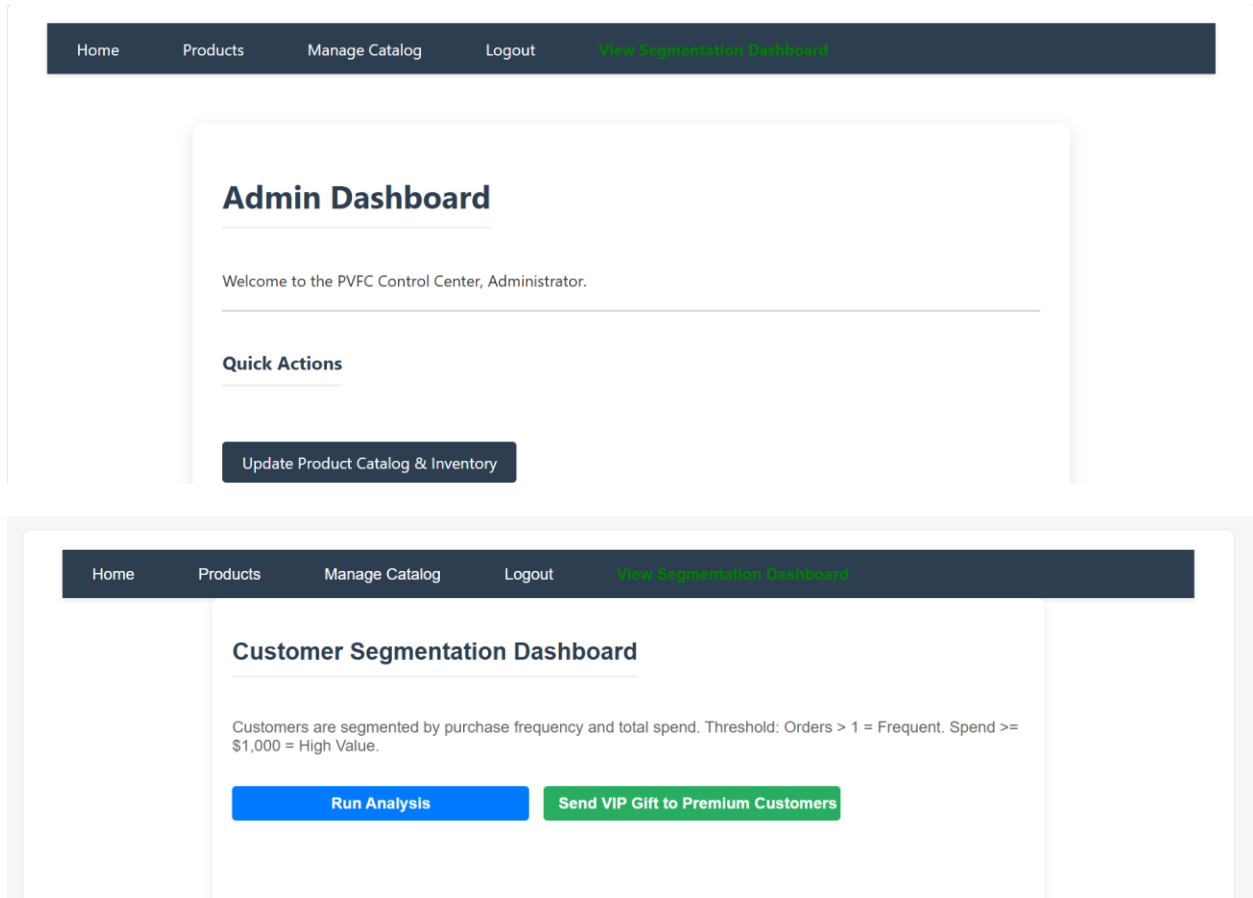 Home Products Manage Catalog Logout View Segmentation Dashboard
Admin Dashboard
Welcome to the PVFC Control Center, Administrator.
Quick Actions
Update Product Catalog & Inventory
Home Products Manage Catalog Logout View Segmentation Dashboard
Customer Segmentation Dashboard
Customers are segmented by purchase frequency and total spend. Threshold: Orders > 1 = Frequent. Spend >=
$1,000 = High Value.
Run Analysis Send VIP Gift to Premium Customers